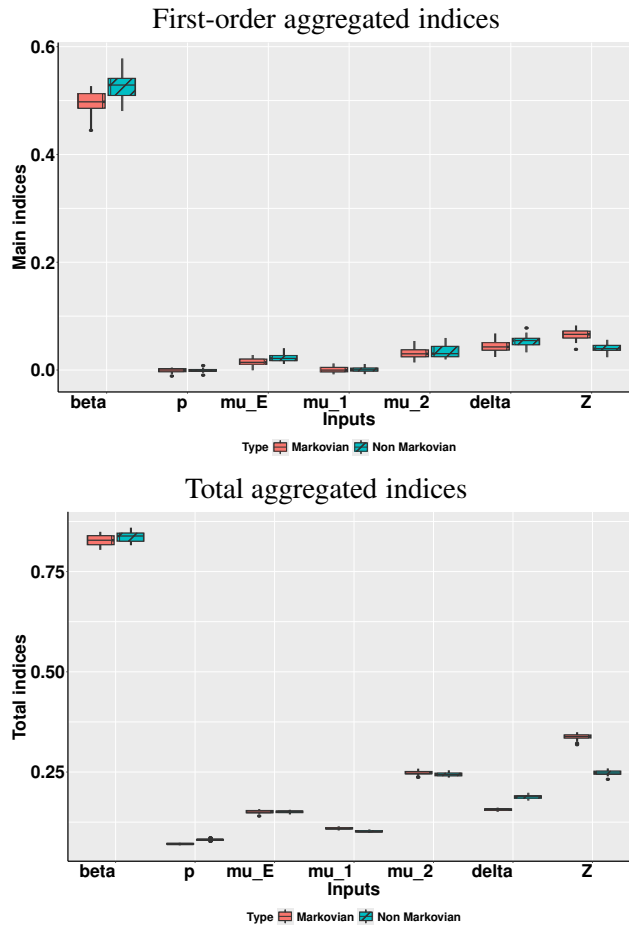 First-order aggregated indices
0.6
0.4
0.2
0.0
Main indices
beta p mu_E mu_1 mu_2 delta Z
Inputs
Type Markovian Non Markovian
Total aggregated indices
0.75
0.50
0.25
Total indices
beta p mu_E mu_1 mu_2 delta Z
Inputs
Type Markovian Non Markovian